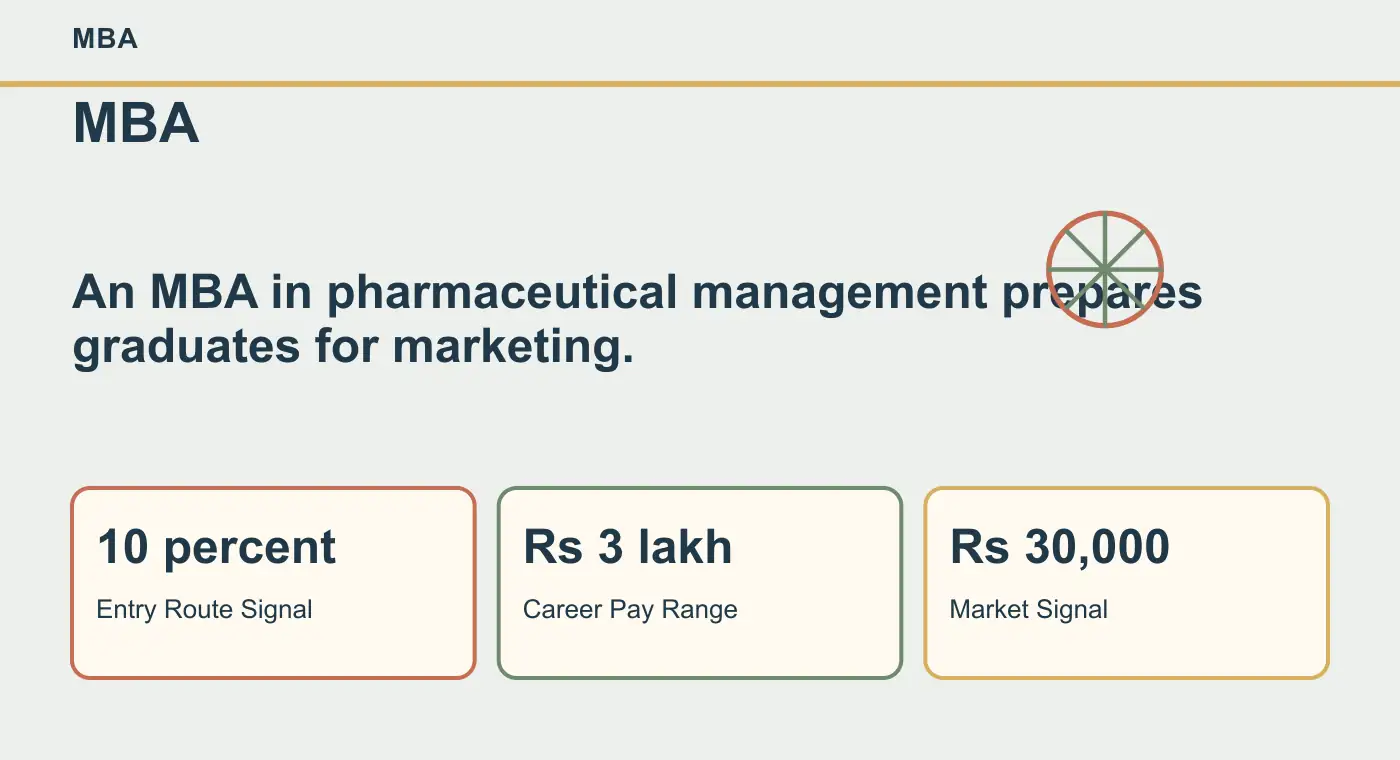 MBA
MBA
An MBA in pharmaceutical management prepares
graduates for marketing.
10 percent
Entry Route Signal
Rs 3 lakh
Career Pay Range
Rs 30,000
Market Signal